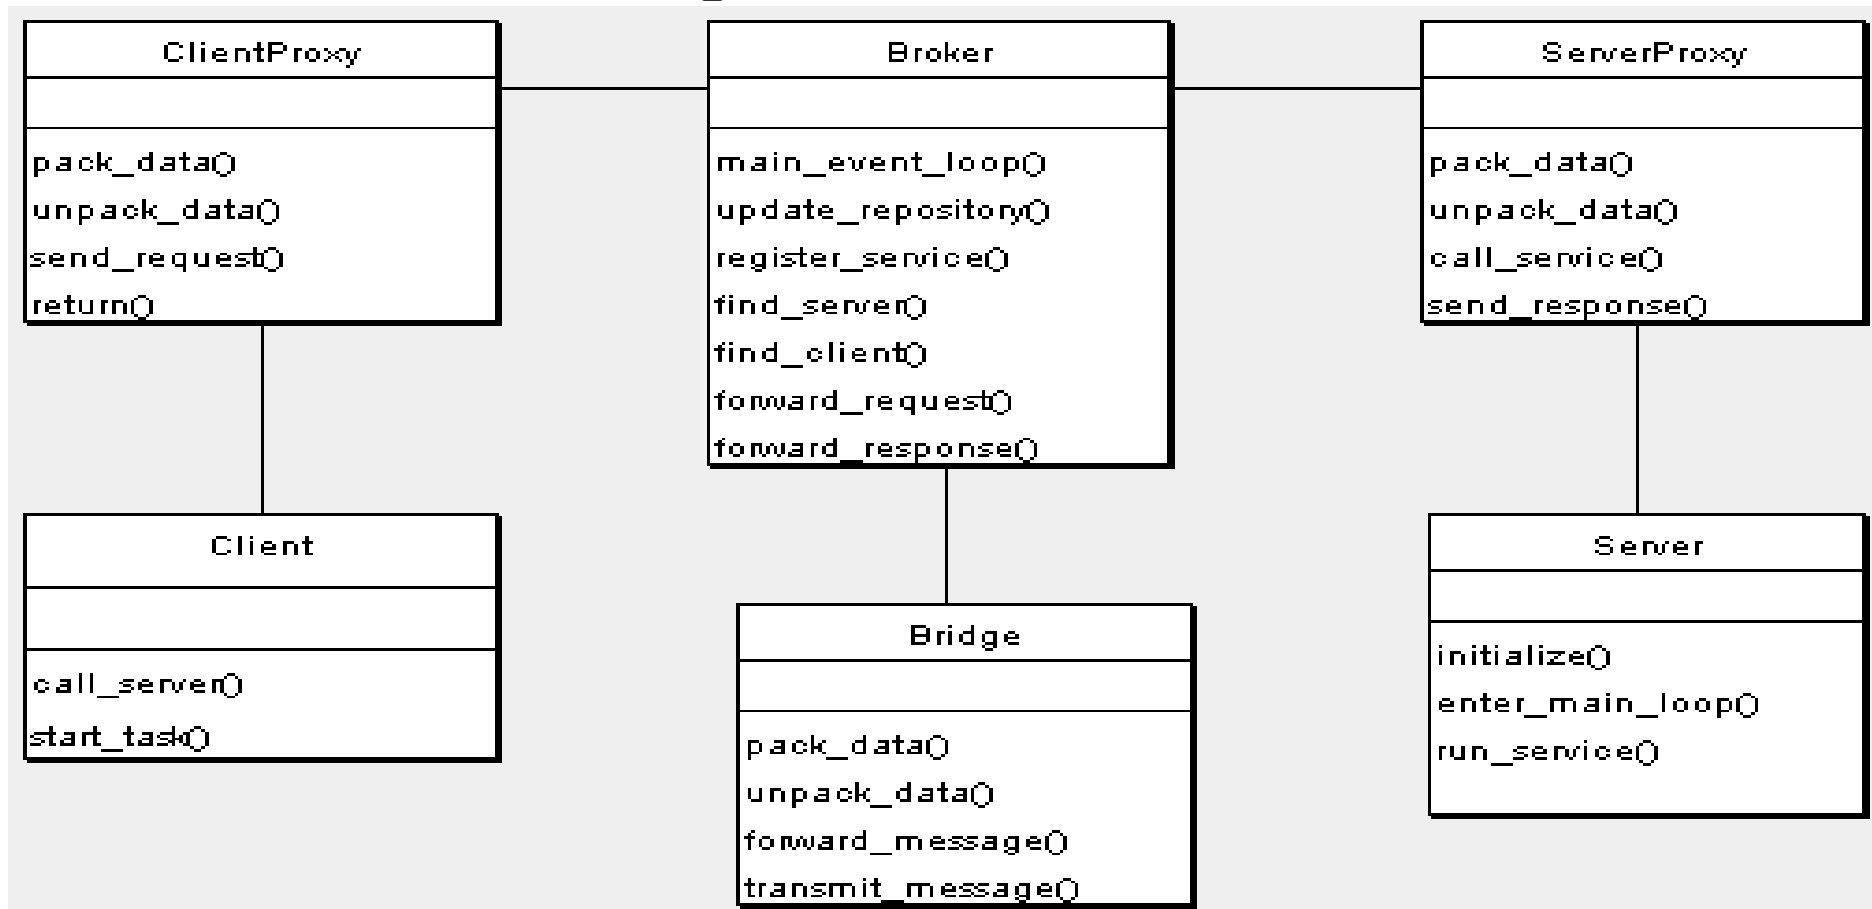 ClientProxy
pack_data()
unpack_data()
send_request()
return()
Broker
main_event_loop()
update_repository()
register_service()
find_server()
find_client()
forward_request()
forward_response()
ServerProxy
pack_data()
unpack_data()
call_service()
send_response()
Client
call_server()
start_task()
Bridge
pack_data()
unpack_data()
forward_message()
transmit_message()
Server
initialize()
enter_main_loop()
run_service()